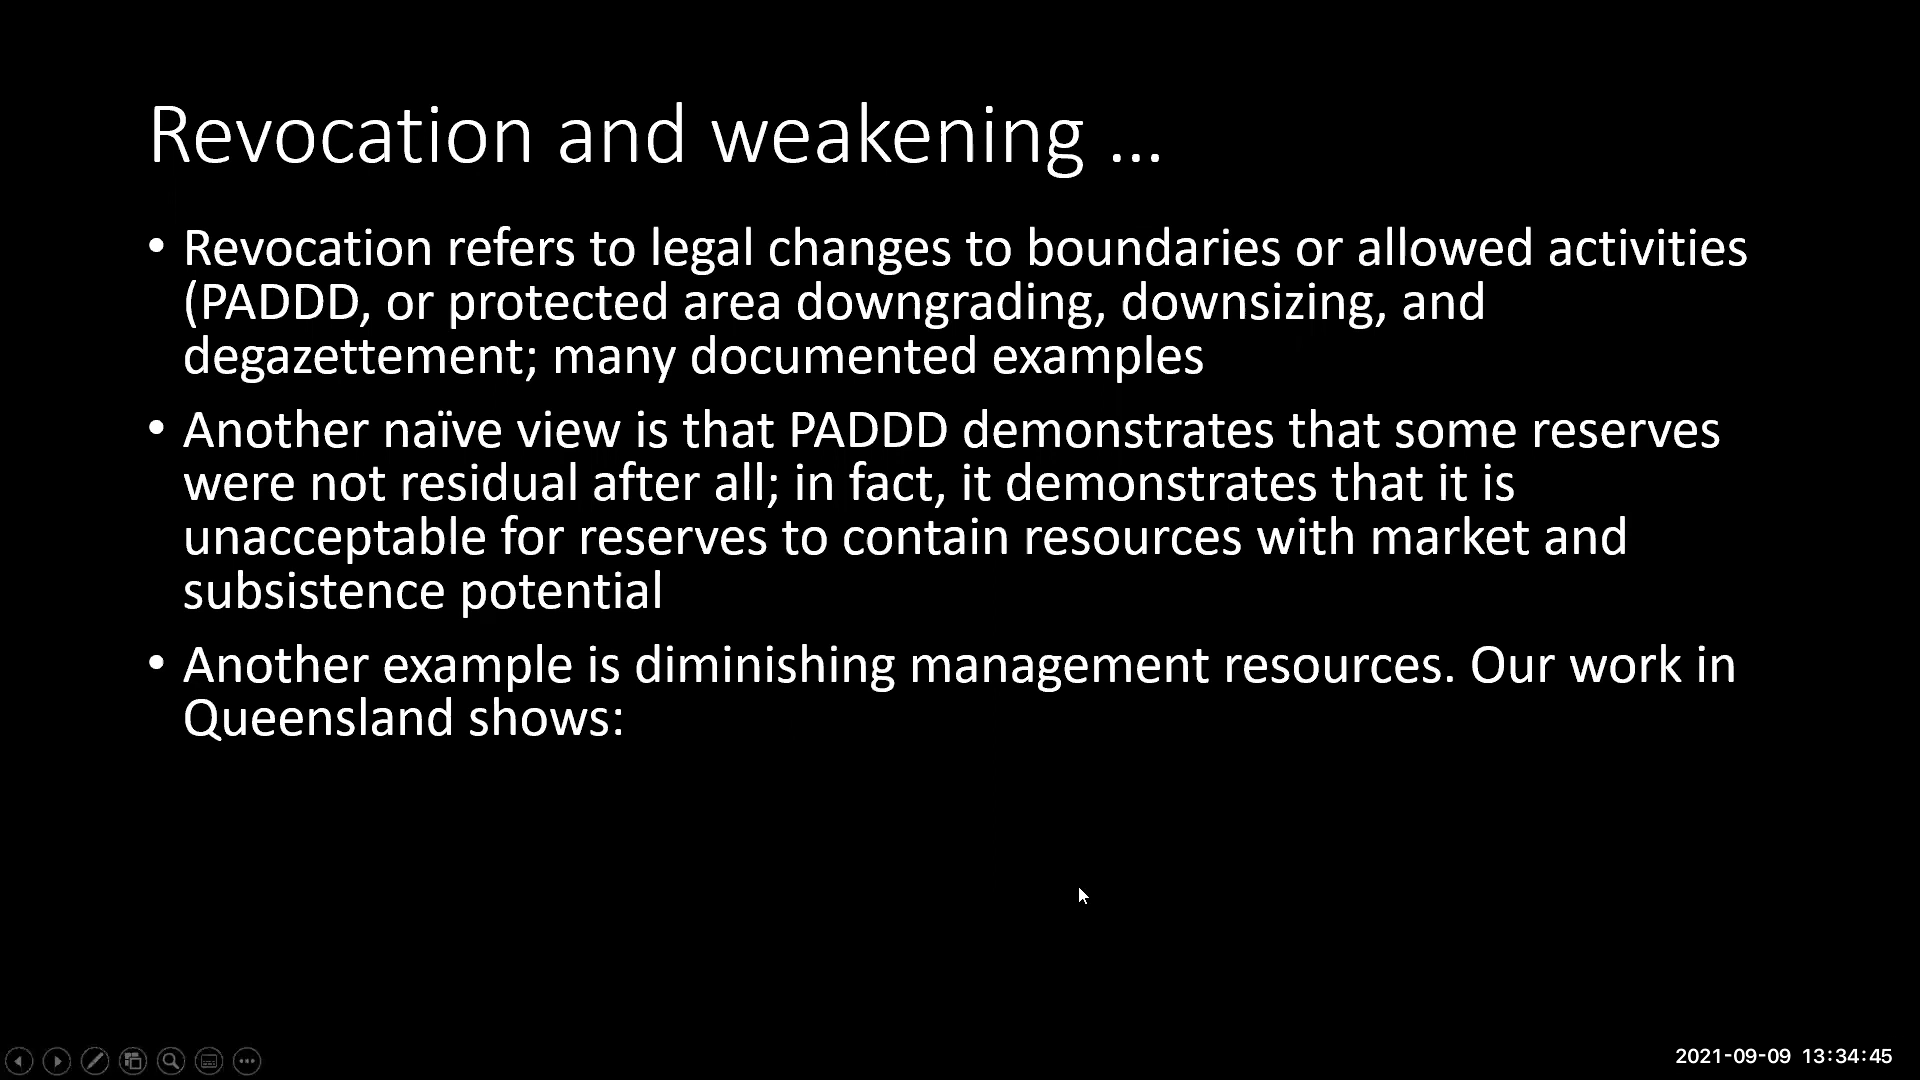 Revocation and weakening ...
• Revocation refers to legal changes to boundaries or allowed activities
(PADDD, or protected area downgrading, downsizing, and
degazettement; many documented examples
• Another naïve view is that PADDD demonstrates that some reserves
were not residual after all; in fact, it demonstrates that it is
unacceptable for reserves to contain resources with market and
subsistence potential
• Another example is diminishing management resources. Our work in
Queensland shows:
2021-09-09 13:34:45